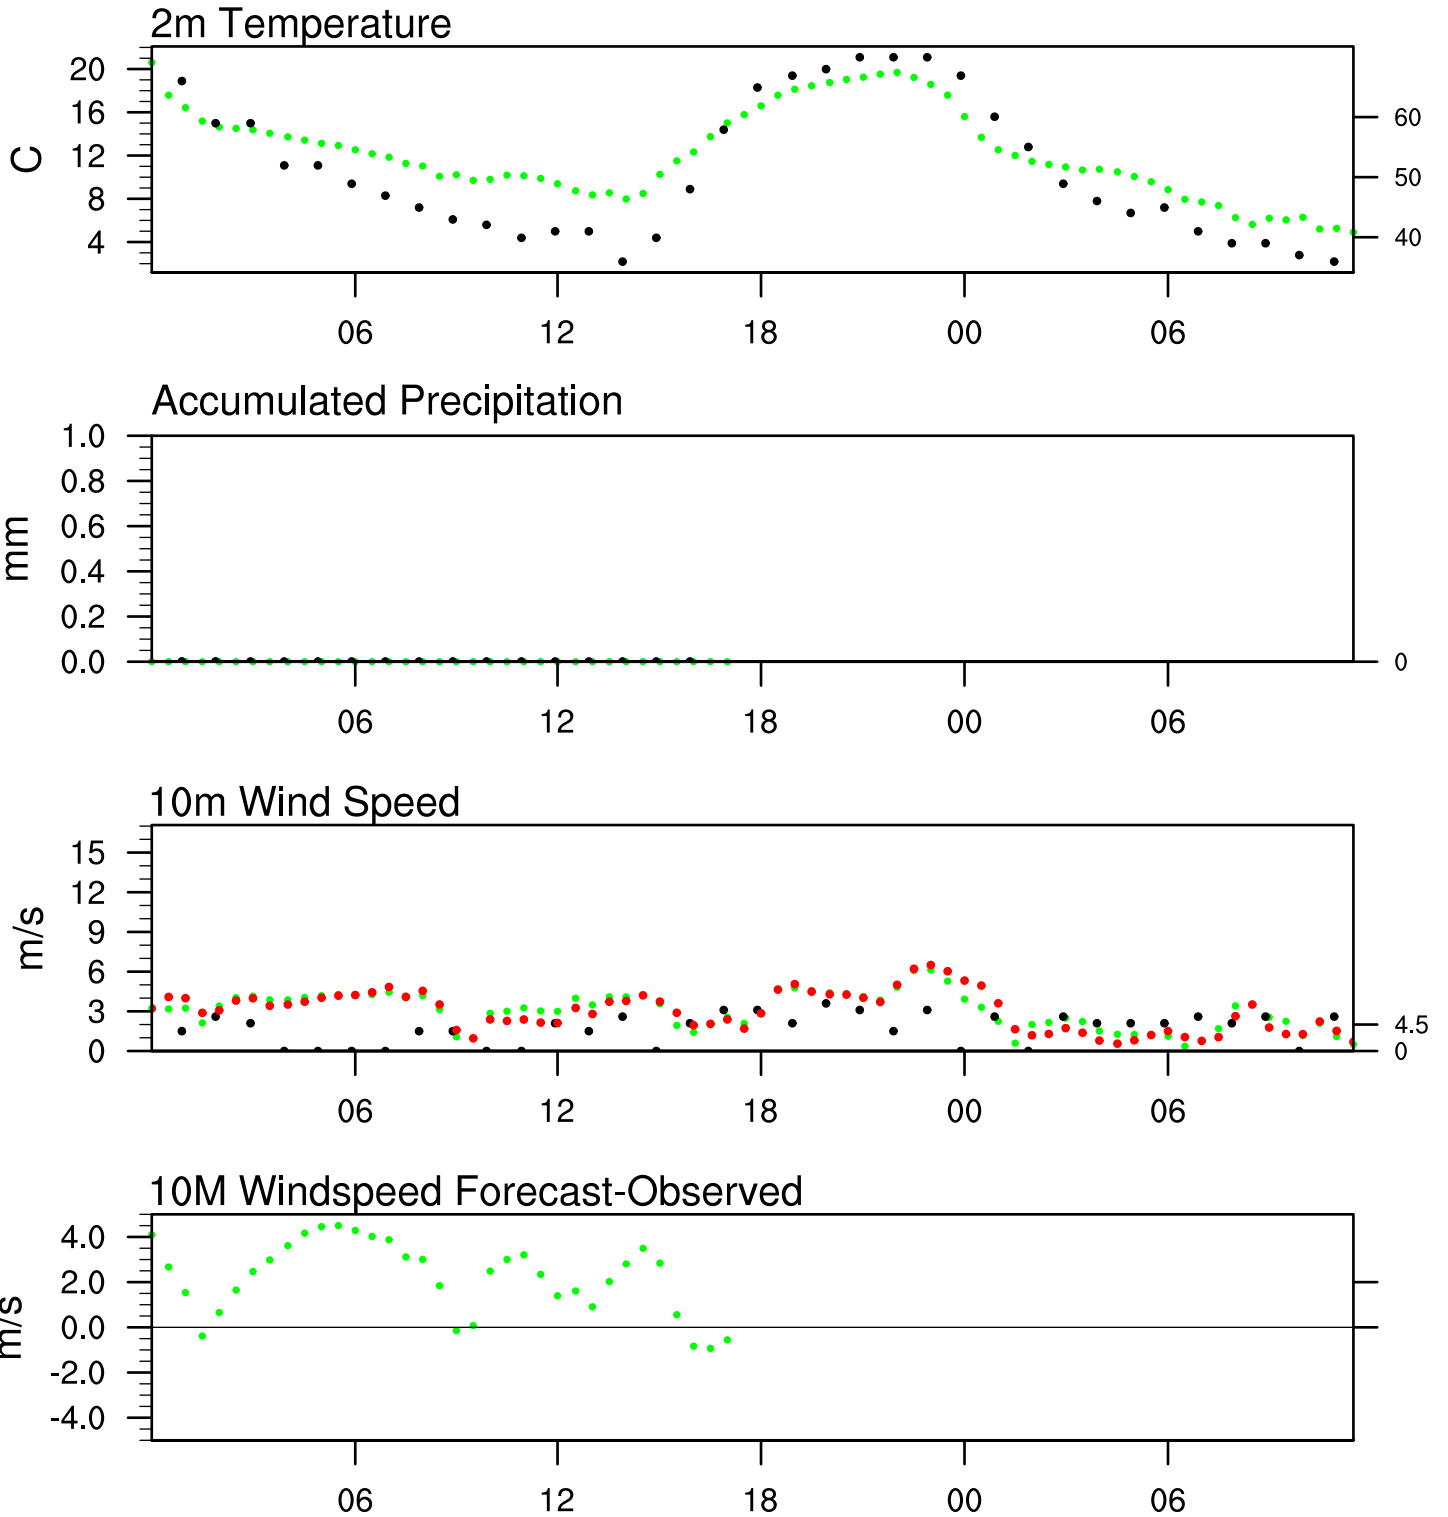 2m Temperature
20
16
12
8
4
C
60
50
40
06 12 18 00 06
Accumulated Precipitation
1.0
0.8
0.6
0.4
0.2
0.0
mm
0
06 12 18 00 06
10m Wind Speed
15
12
9
6
3
0
m/s
4.5
0
06 12 18 00 06
10M Windspeed Forecast-Observed
4.0
2.0
0.0
-2.0
-4.0
m/s
06 12 18 00 06